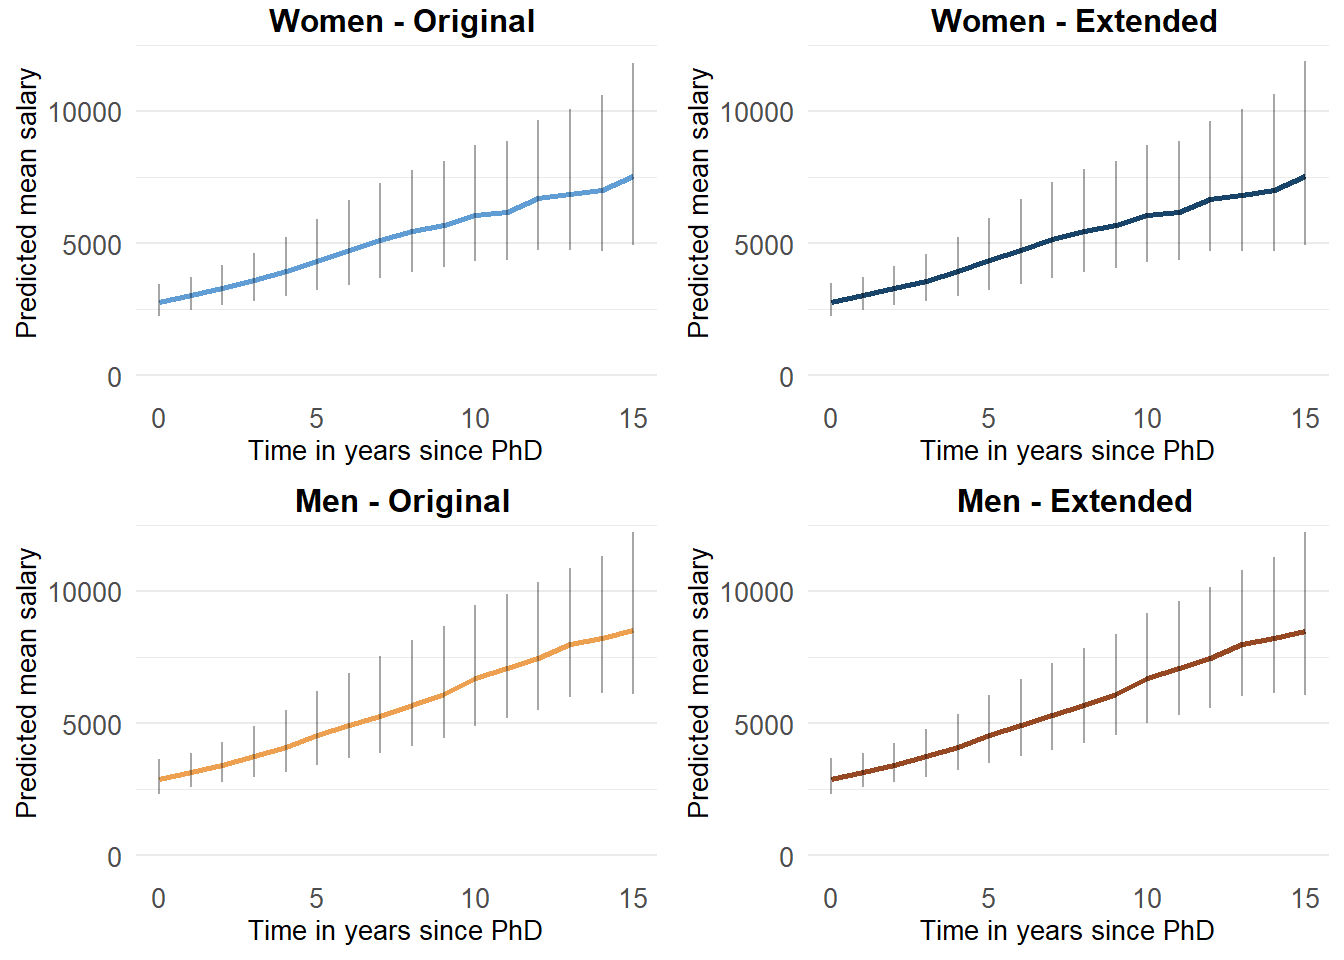 Women - Original
Predicted mean salary
10000
5000
0
0 5 10 15
Time in years since PhD
Women - Extended
Predicted mean salary
10000
5000
0
0 5 10 15
Time in years since PhD
Men - Original
Predicted mean salary
10000
5000
0
0 5 10 15
Time in years since PhD
Men - Extended
Predicted mean salary
10000
5000
0
0 5 10 15
Time in years since PhD